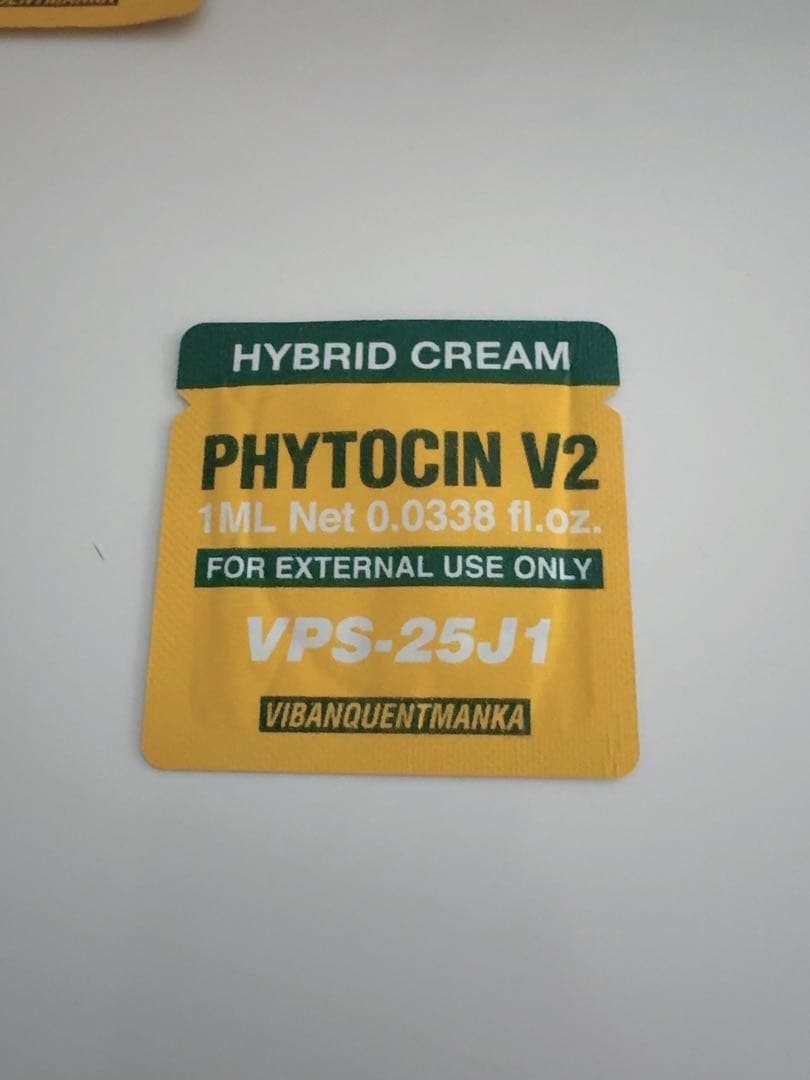 HYBRID CREAM
PHYTOCIN V2
1ML Net 0.0338 fl.oz.
FOR EXTERNAL USE ONLY
VPS-25J1
VIBANQUENTMANKA